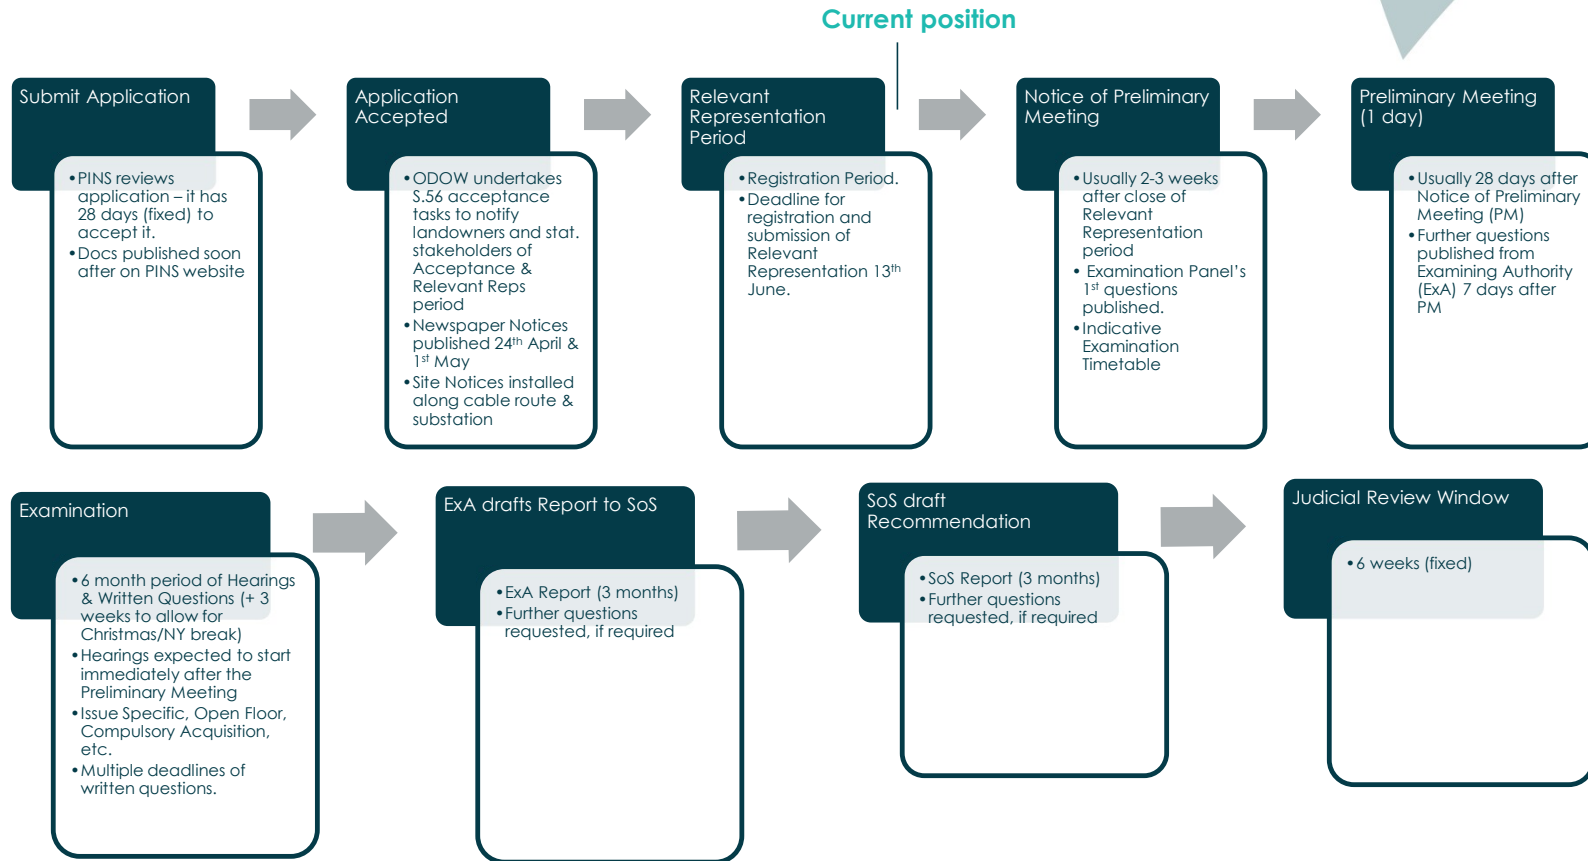 Current position
Submit Application
•PINS reviews
application – it has
28 days (fixed) to
accept it.
•Docs published soon
after on PINS website
Application
Accepted
•ODOW undertakes
S.56 acceptance
tasks to notify
landowners and stat.
stakeholders of
Acceptance &
Relevant Reps
period
•Newspaper Notices
published 24th April &
1st May
•Site Notices installed
along cable route &
substation
Relevant
Representation
Period
•Registration Period.
•Deadline for
registration and
submission of
Relevant
Representation 13th
June.
Notice of Preliminary
Meeting
•Usually 2-3 weeks
after close of
Relevant
Representation
period
• Examination Panel’s
1st questions
published.
•Indicative
Examination
Timetable
Preliminary Meeting
(1 day)
•Usually 28 days after
Notice of Preliminary
Meeting (PM)
•Further questions
published from
Examining Authority
(ExA) 7 days after
PM
Examination
•6 month period of Hearings
& Written Questions (+ 3
weeks to allow for
Christmas/NY break)
•Hearings expected to start
immediately after the
Preliminary Meeting
•Issue Specific, Open Floor,
Compulsory Acquisition,
etc.
•Multiple deadlines of
written questions.
ExA drafts Report to SoS
•ExA Report (3 months)
•Further questions
requested, if required
SoS draft
Recommendation
•SoS Report (3 months)
•Further questions
requested, if required
Judicial Review Window
•6 weeks (fixed)